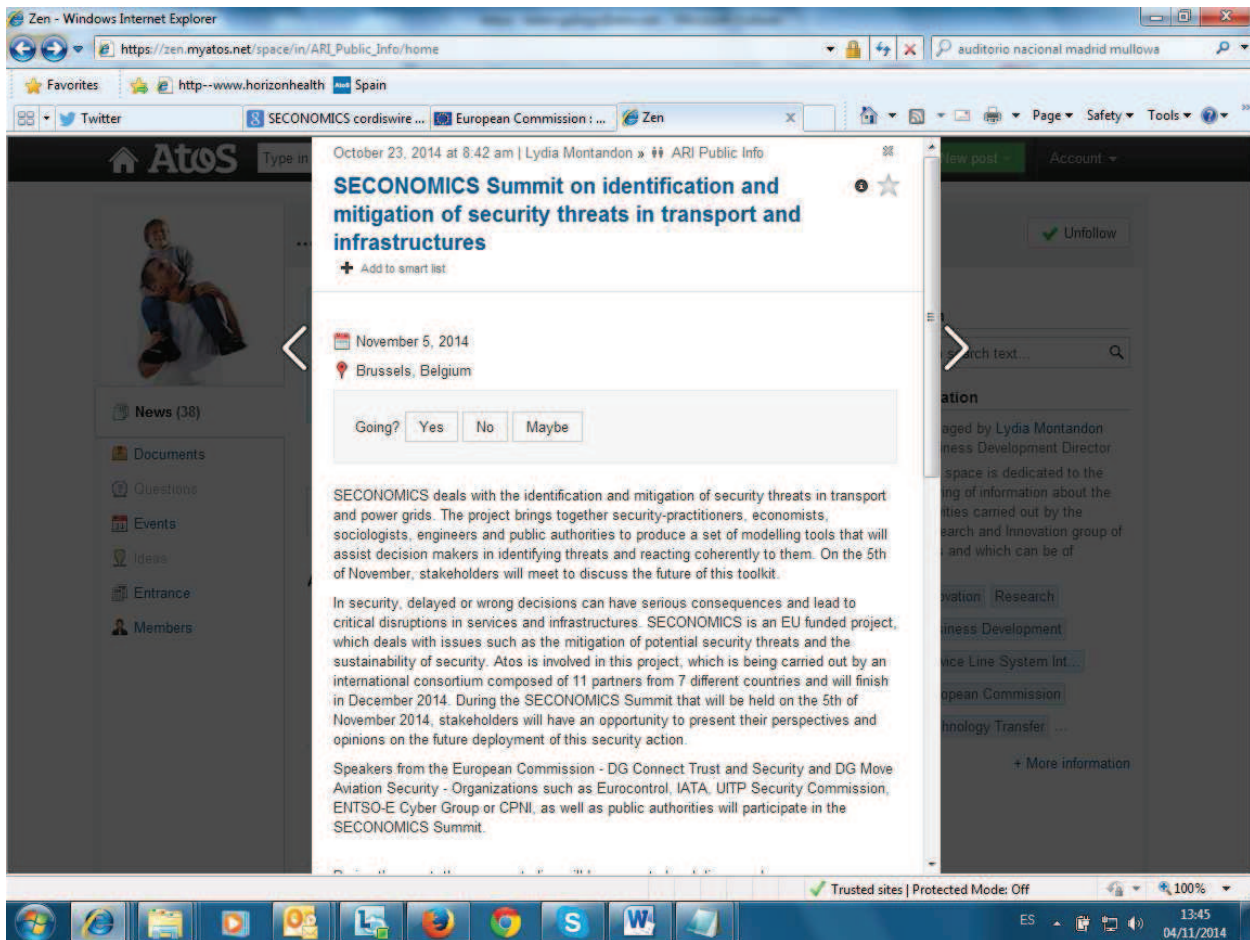 Zen - Windows Internet Explorer
https://zen.myatos.net/space/in/ARI_Public_Info/home
auditorio nacional madrid mullowa
Favorites http--www.horizonhealth Atos Spain
Twitter SECONOMICS cordiswire ... European Commission : ... Zen x Page Safety Tools
Atos Type in
New post Account
October 23, 2014 at 8:42 am | Lydia Montandon » ARI Public Info
SECONOMICS Summit on identification and
mitigation of security threats in transport and
infrastructures
Add to smart list
November 5, 2014
Brussels, Belgium
Going? Yes No Maybe
SECONOMICS deals with the identification and mitigation of security threats in transport
and power grids. The project brings together security-practitioners, economists,
sociologists, engineers and public authorities to produce a set of modelling tools that will
assist decision makers in identifying threats and reacting coherently to them. On the 5th
of November, stakeholders will meet to discuss the future of this toolkit.
In security, delayed or wrong decisions can have serious consequences and lead to
critical disruptions in services and infrastructures. SECONOMICS is an EU funded project,
which deals with issues such as the mitigation of potential security threats and the
sustainability of security. Atos is involved in this project, which is being carried out by an
international consortium composed of 11 partners from 7 different countries and will finish
in December 2014. During the SECONOMICS Summit that will be held on the 5th of
November 2014, stakeholders will have an opportunity to present their perspectives and
opinions on the future deployment of this security action.
Speakers from the European Commission - DG Connect Trust and Security and DG Move
Aviation Security - Organizations such as Eurocontrol, IATA, UITP Security Commission,
ENTSO-E Cyber Group or CPNI, as well as public authorities will participate in the
SECONOMICS Summit.
News (38)
Documents
Questions
Events
Ideas
Entrance
Members
Unfollow
search text...
ation
aged by Lydia Montandon
iness Development Director
space is dedicated to the
ing of information about the
ities carried out by the
earch and Innovation group of
and which can be of
ovation Research
siness Development
vice Line System Int...
opean Commission
hnology Transfer ...
+ More information
Trusted sites | Protected Mode: Off 100%
ES 13:45
04/11/2014